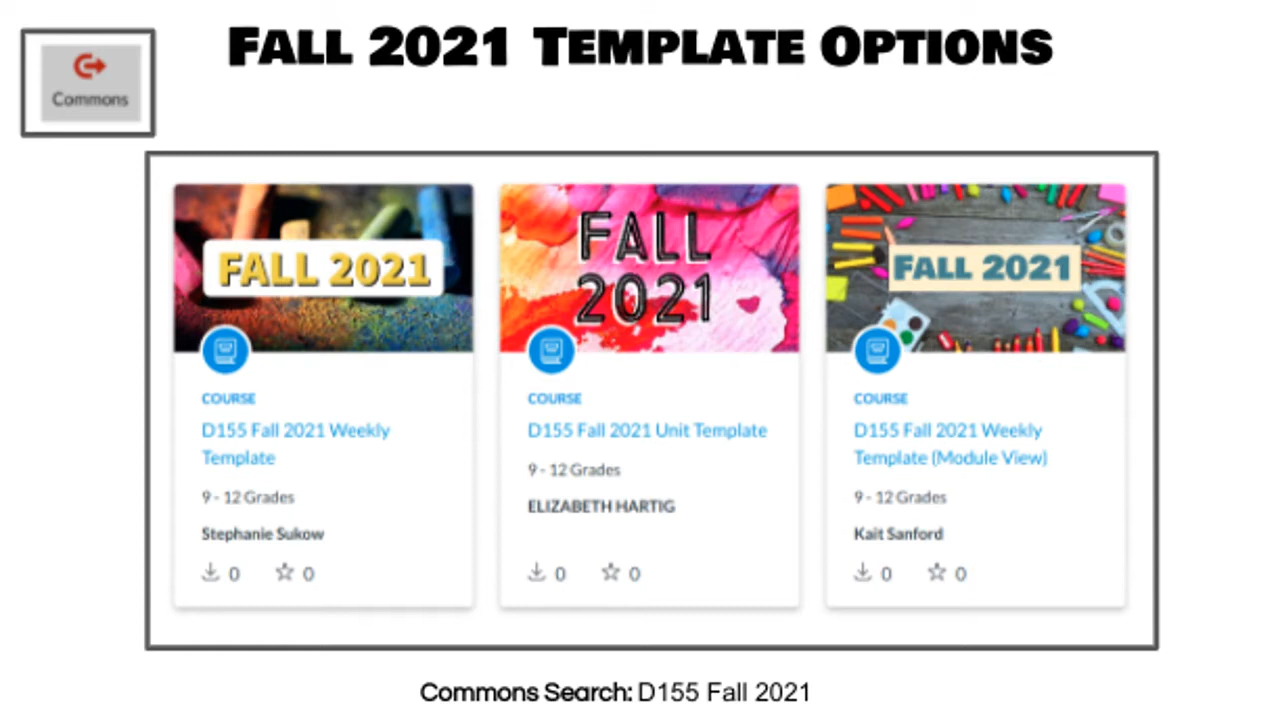 FALL 2021 TEMPLATE OPTIONS
Commons
FALL 2021
COURSE
D155 Fall 2021 Weekly
Template
9 - 12 Grades
Stephanie Sukow
0 0
FALL
2021
COURSE
D155 Fall 2021 Unit Template
9 - 12 Grades
ELIZABETH HARTIG
0 0
FALL 2021
COURSE
D155 Fall 2021 Weekly
Template (Module View)
9 - 12 Grades
Kait Sanford
0 0
Commons Search: D155 Fall 2021